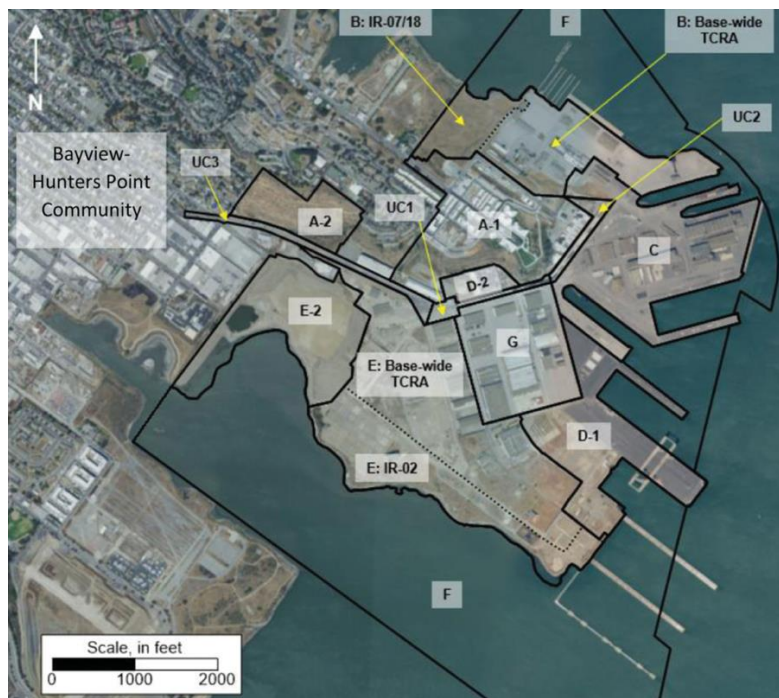 B: IR-07/18
F
B: Base-wide
TCRA
N
UC2
Bayview-
Hunters Point
Community
UC3
A-2
UC1
A-1
C
D-2
E-2
G
E: Base-wide
TCRA
D-1
E: IR-02
F
Scale, in feet
0 1000 2000